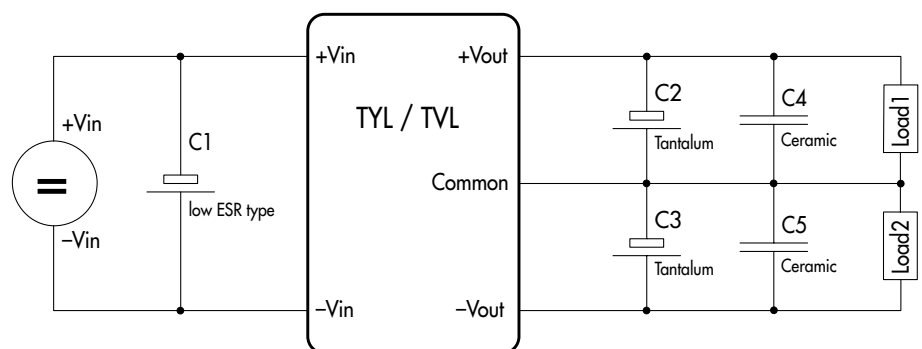 +Vin
+Vout
C2
C4
TYL / TVL
+Vin
C1
Load1
Tantalum
Ceramic
=
Common
low ESR type
C3
C5
–Vin
Load2
Tantalum
Ceramic
–Vin
–Vout